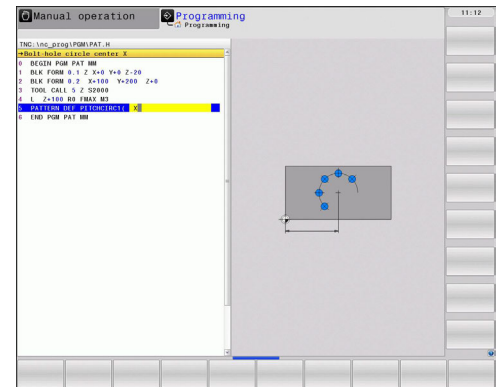 Manual operation
Programming
Programming
11:12
TNC:\nc_prog\PGM\PAT.H
→Bolt-hole circle center X
0 BEGIN PGM PAT MM
1 BLK FORM 0.1 Z X+0 Y+0 Z-20
2 BLK FORM 0.2 X+100 Y+200 Z+0
3 TOOL CALL 5 Z S2000
4 L Z+100 R0 FMAX M3
5 PATTERN DEF PITCHCIRC1( X
6 END PGM PAT MM